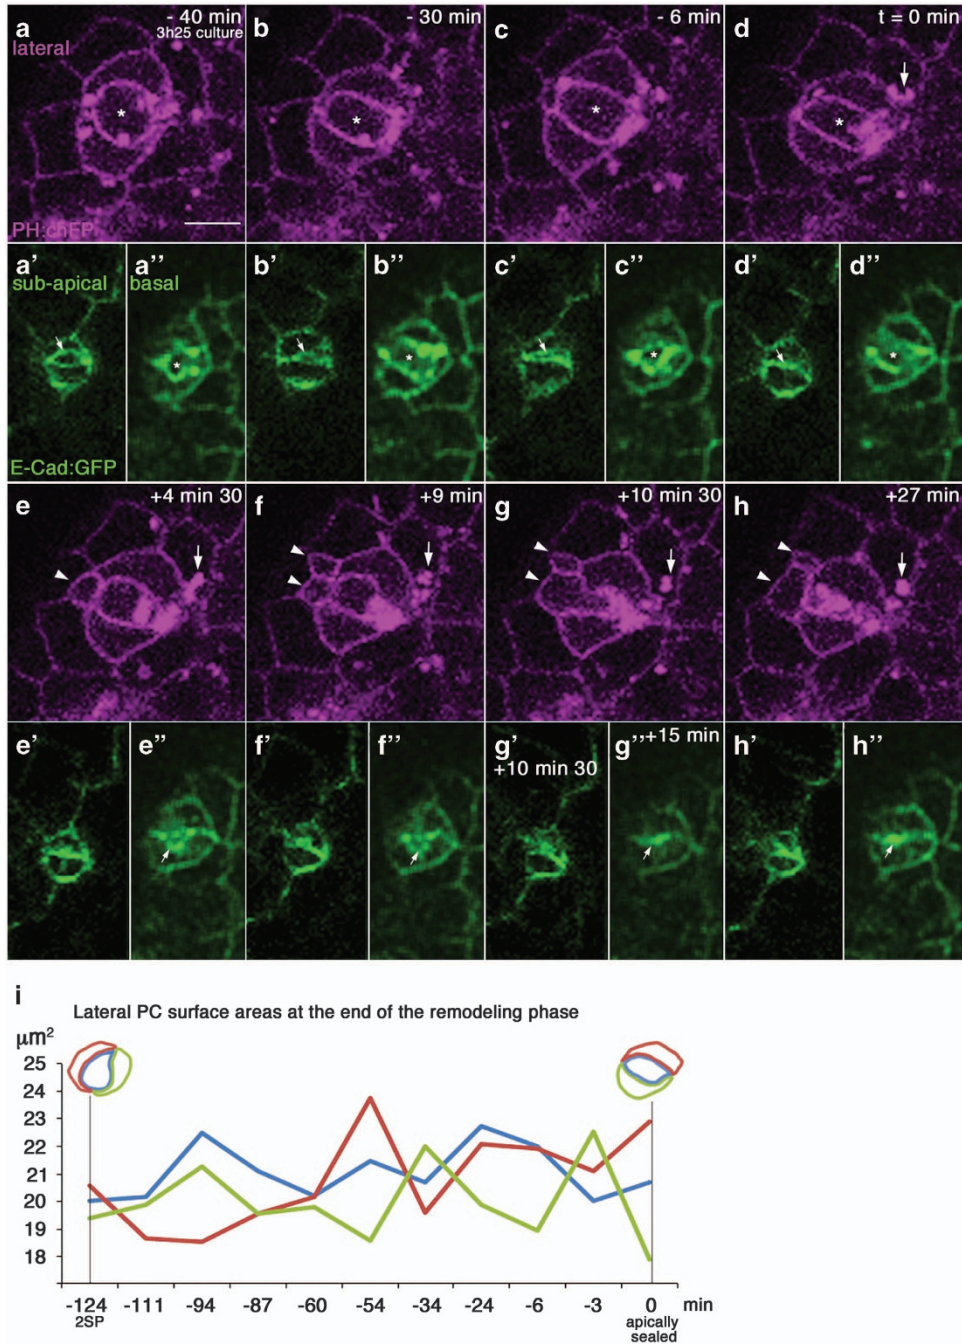 a
- 40 min
3h25 culture
lateral
PH:chFP
b
- 30 min
c
- 6 min
d
t = 0 min
*
*
*
*
a'
sub-apical
E-Cad:GFP
a''
basal
b'
b''
c'
c''
d'
d''
*
*
*
*
e
+4 min 30
f
+9 min
g
+10 min 30
h
+27 min
e'
e''
f'
f''
g'
+10 min 30
g''
+15 min
h'
h''
i
Lateral PC surface areas at the end of the remodeling phase
μm2
25
24
23
22
21
20
19
18
-124 -111 -94 -87 -60 -54 -34 -24 -6 -3 0 min
2SP apically
sealed